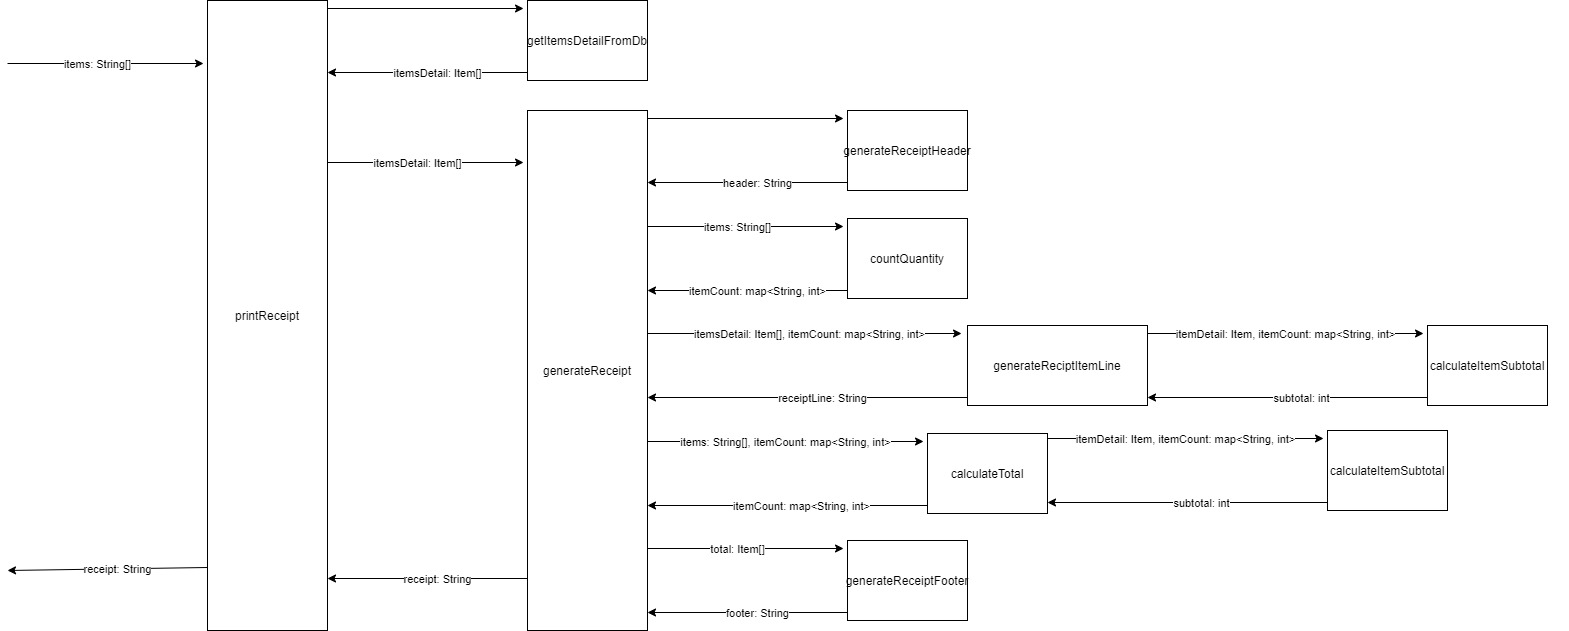 getItemsDetailFromDb
items: String[]
itemsDetail: Item[]
generateReceiptHeader
itemsDetail: Item[]
header: String
items: String[]
countQuantity
itemCount: map<String, int>
printReceipt
itemsDetail: Item[], itemCount: map<String, int>
itemDetail: Item, itemCount: map<String, int>
generateReceipt
generateReciptItemLine
calculateItemSubtotal
receiptLine: String
subtotal: int
items: String[], itemCount: map<String, int>
itemDetail: Item, itemCount: map<String, int>
calculateTotal
calculateItemSubtotal
itemCount: map<String, int>
subtotal: int
total: Item[]
receipt: String
receipt: String
generateReceiptFooter
footer: String